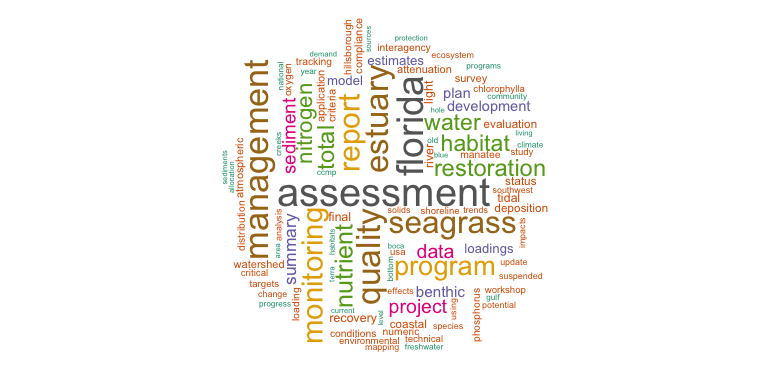 protection
sources
hillsborough
compliance
interagency
demand
ecosystem
tracking
estimates
attenuation
programs
year
national
oxygen
model
survey
chlorophylla
community
light
plan
development
management
sediment
nitrogen
application
criteria
total
report
estuary
florida
hole
water
evaluation
living
old
habitat
climate
creeks
river
blue
manatee
study
ccmp
restoration
sediments
allocation
atmospheric
status
southwest
assessment
tidal
distribution
area
analysis
summary
monitoring
final
habitats
nutrient
quality
solids
shoreline
trends
deposition
seagrass
impacts
boca
usa
data
loadings
watershed
critical
terra
bottom
program
update
suspended
targets
change
progress
loading
effects
benthic
workshop
gulf
potential
current
recovery
level
project
using
phosphorus
coastal
species
conditions
numeric
environmental
technical
mapping
freshwater